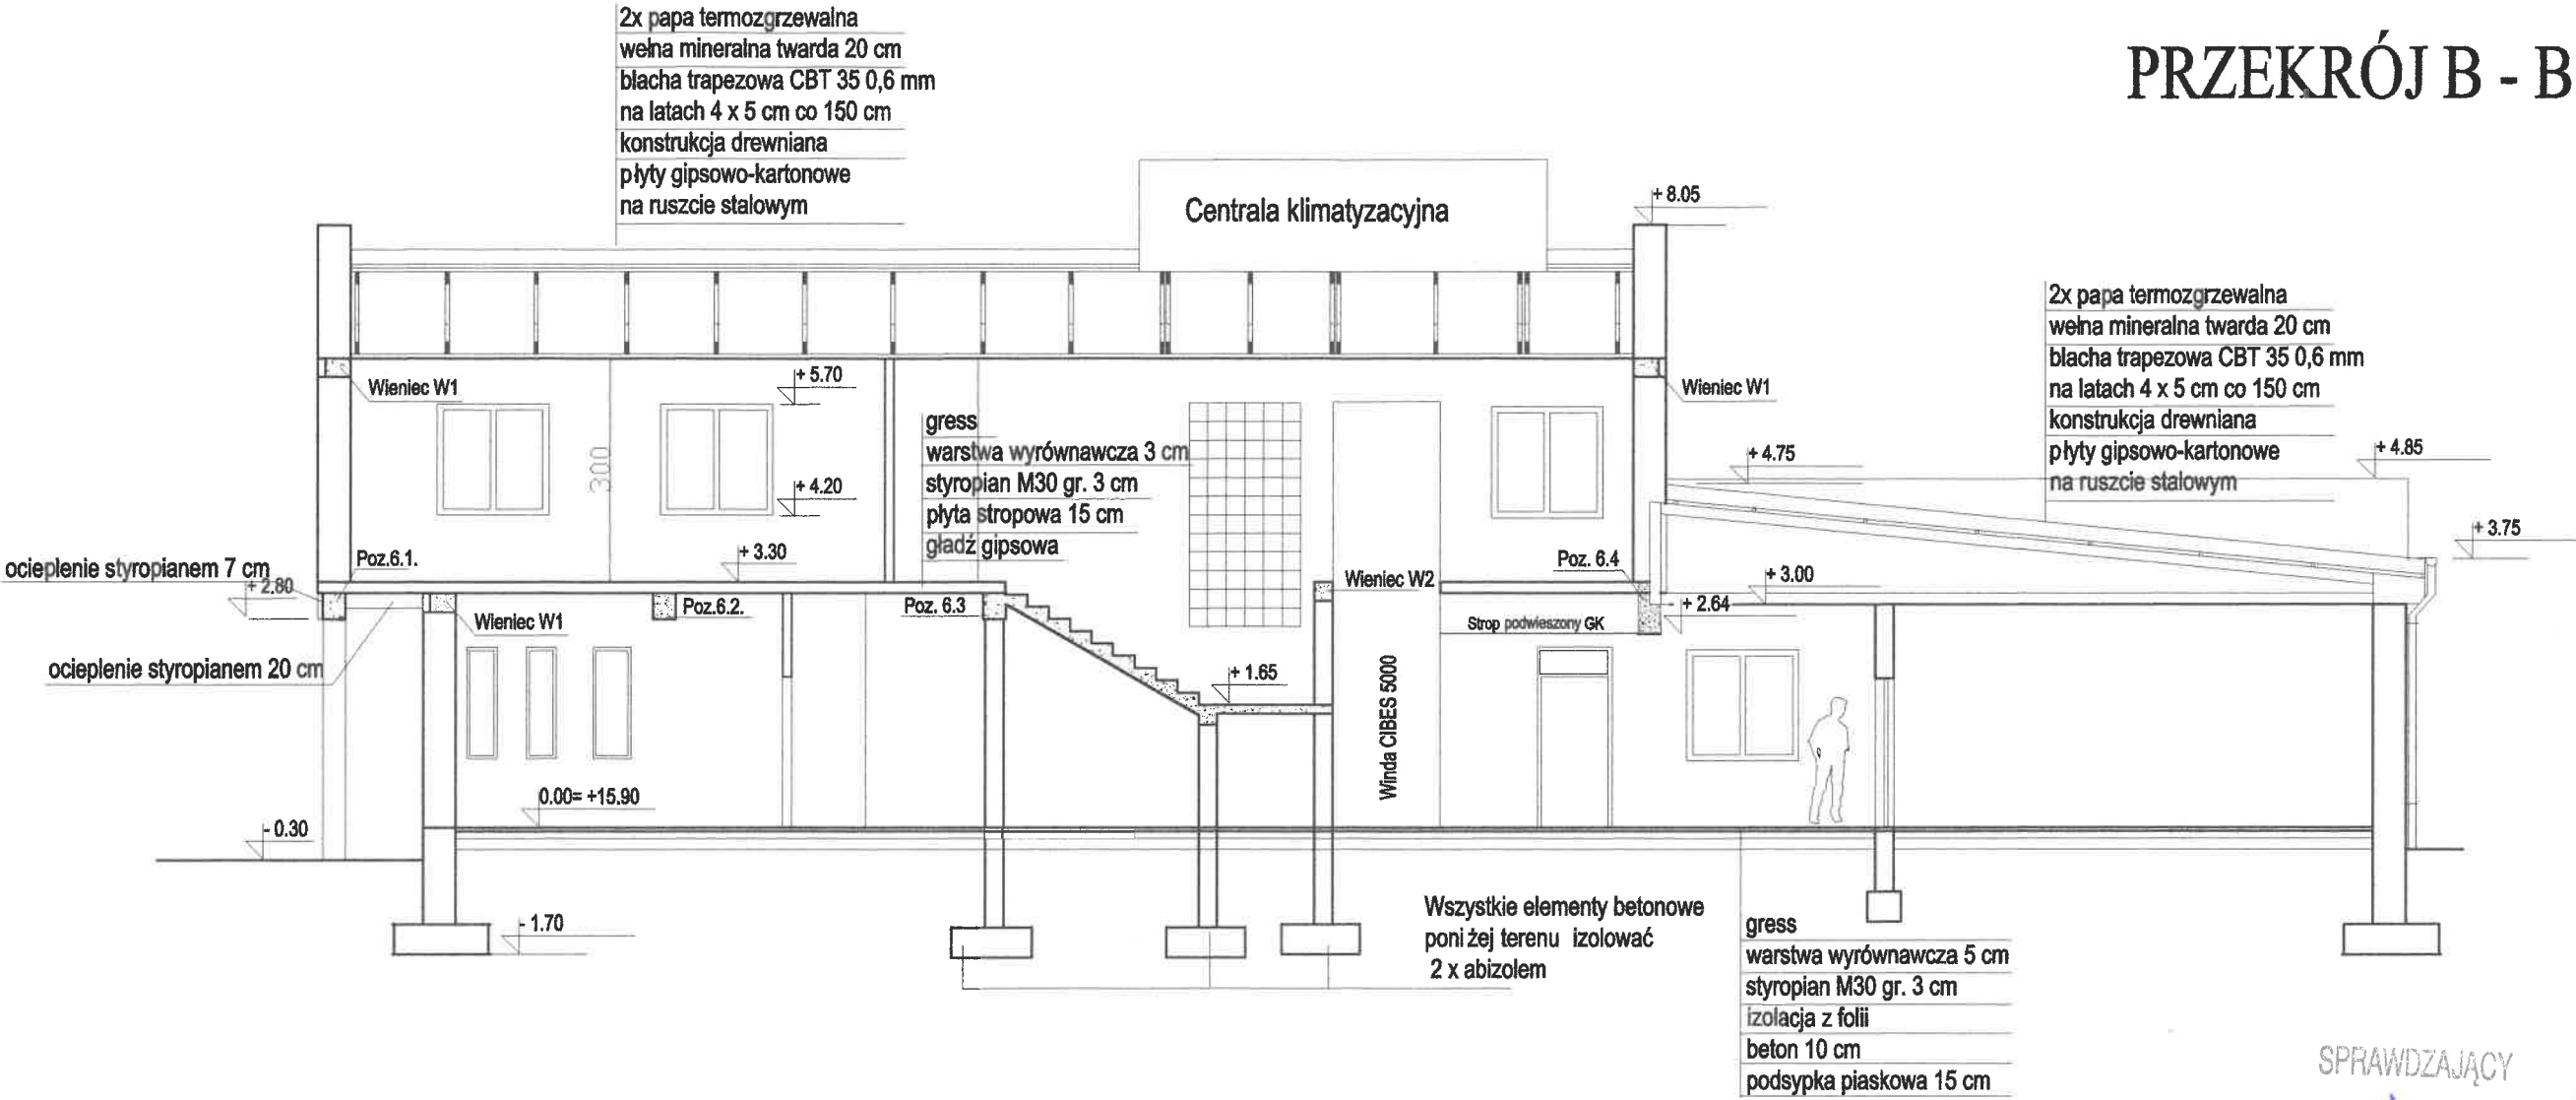 2x papa termozgrzewalna
wełna mineralna twarda 20 cm
blacha trapezowa CBT 35 0,6 mm
na latach 4 x 5 cm co 150 cm
konstrukcja drewniana
płyty gipsowo-kartonowe
na ruszcie stalowym
PRZEKRÓJ B - B
Centrala klimatyzacyjna
+ 8.05
2x papa termozgrzewalna
wełna mineralna twarda 20 cm
blacha trapezowa CBT 35 0,6 mm
na latach 4 x 5 cm co 150 cm
konstrukcja drewniana
płyty gipsowo-kartonowe
na ruszcie stalowym
Wieniec W1
+ 5.70
Wieniec W1
300
+ 4.20
gress
warstwa wyrównawcza 3 cm
styropian M30 gr. 3 cm
płyta stropowa 15 cm
gładź gipsowa
+ 4.75
+ 4.85
+ 3.75
ocieplenie styropianem 7 cm
+ 2.80
Poz.6.1.
+ 3.30
Poz. 6.4
+ 3.00
Wieniec W2
+ 2.64
Wieniec W1
Poz.6.2.
Poz. 6.3
Strop podwieszony GK
ocieplenie styropianem 20 cm
+ 1.65
Winda CIBES 5000
0.00= +15.90
- 0.30
- 1.70
Wszystkie elementy betonowe
poniżej terenu izolować
2 x abizolem
gress
warstwa wyrównawcza 5 cm
styropian M30 gr. 3 cm
izolacja z folii
beton 10 cm
podsypka piaskowa 15 cm
SPRAWDZAJĄCY